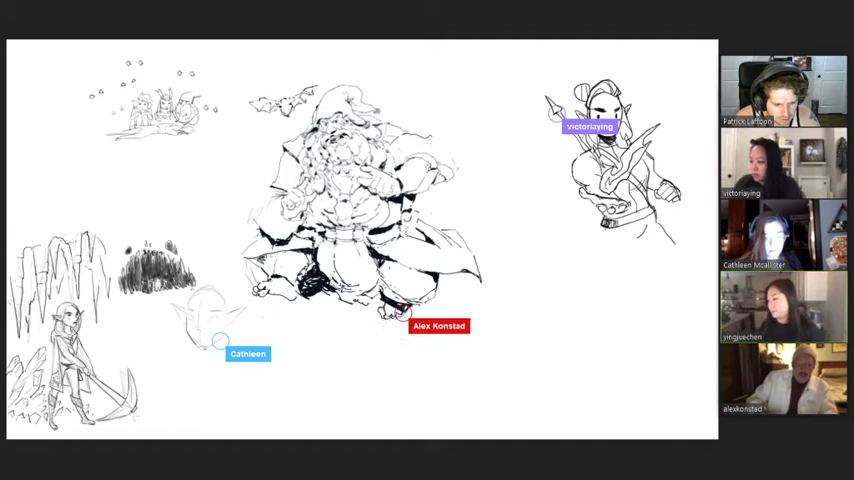 victoriaying
Alex Konstad
Cathleen
Patrick Laffoon
victoriaying
Cathleen Mcallister
yingjuechen
alexkonstad